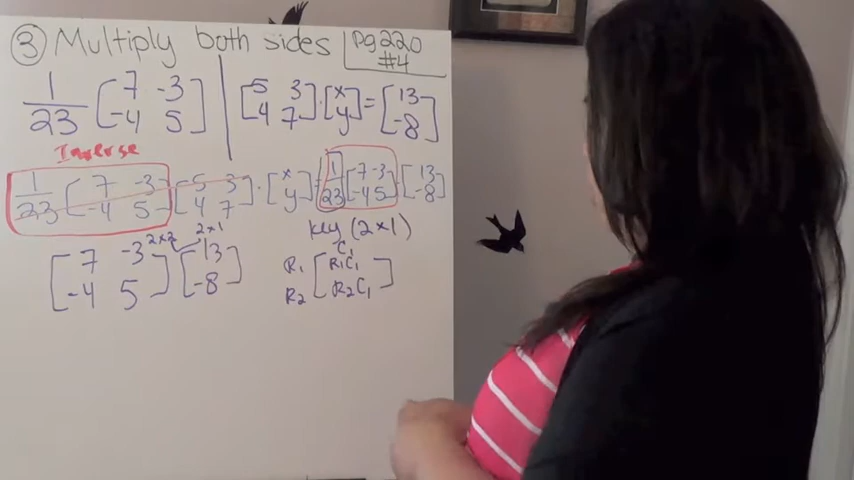 ③ Multiply both sides
pg 220
#4
1/23 [7 -3; -4 5] | [5 3; 4 7]·[x; y] = [13; -8]
Inverse
1/23 [7 -3; -4 5] [5 3; 4 7]·[x; y] = 1/23 [7 -3; -4 5] = [13; -8]
[7 -3; -4 5] 2x2 [13; -8] 2x1
Key (2x1)
C₁
R₁ [R₁C₁
R₂ R₂C₁]